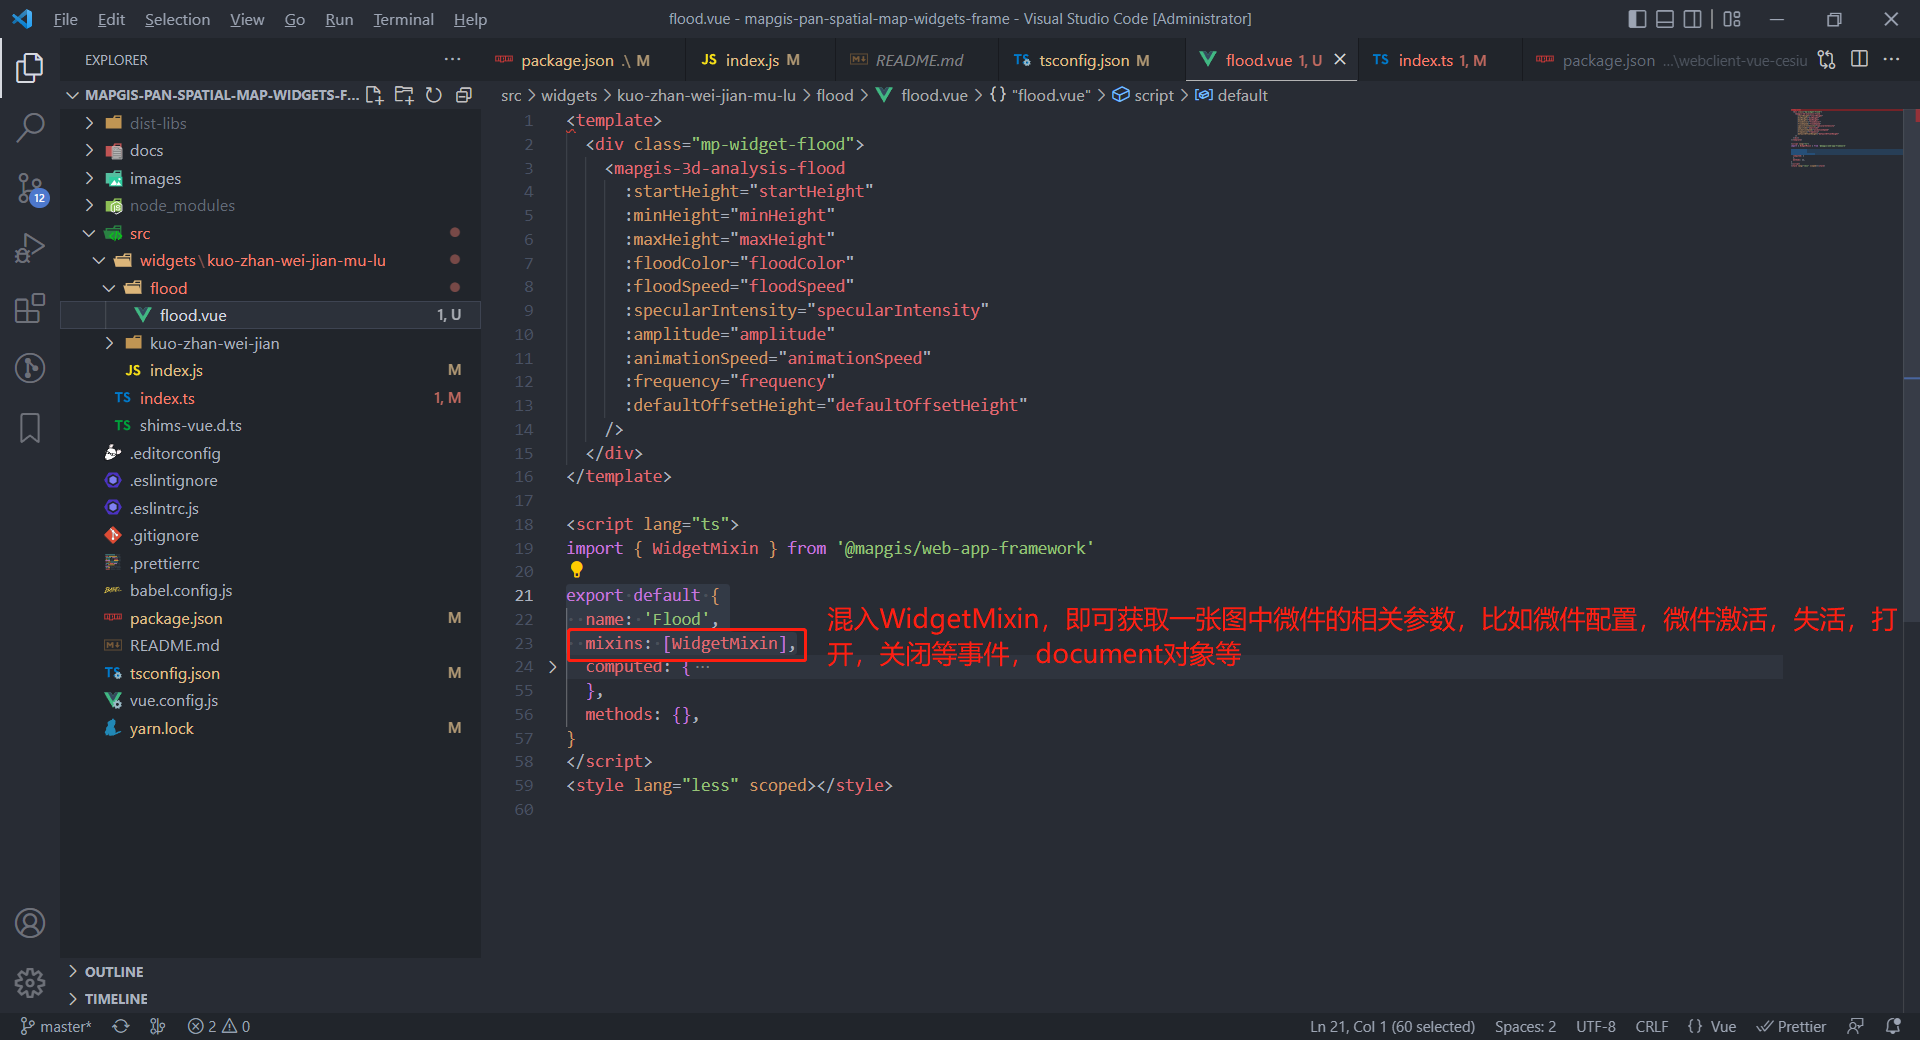 File Edit Selection View Go Run Terminal Help
flood.vue - mapgis-pan-spatial-map-widgets-frame - Visual Studio Code [Administrator]
EXPLORER
package.json .\ M
JS index.js M
README.md
TS tsconfig.json M
flood.vue 1, U
TS index.ts 1, M
package.json ...\webclient-vue-cesiu
MAPGIS-PAN-SPATIAL-MAP-WIDGETS-F...
src > widgets > kuo-zhan-wei-jian-mu-lu > flood > flood.vue > {} "flood.vue" > script > default
dist-libs
docs
images
node_modules
src
widgets\kuo-zhan-wei-jian-mu-lu
flood
flood.vue 1, U
kuo-zhan-wei-jian
JS index.js M
TS index.ts 1, M
TS shims-vue.d.ts
.editorconfig
.eslintignore
.eslintrc.js
.gitignore
.prettierrc
babel.config.js
package.json M
README.md
TS tsconfig.json M
vue.config.js
yarn.lock M
12
OUTLINE
TIMELINE
1 <template>
2 <div class="mp-widget-flood">
3 <mapgis-3d-analysis-flood
4 :startHeight="startHeight"
5 :minHeight="minHeight"
6 :maxHeight="maxHeight"
7 :floodColor="floodColor"
8 :floodSpeed="floodSpeed"
9 :specularIntensity="specularIntensity"
10 :amplitude="amplitude"
11 :animationSpeed="animationSpeed"
12 :frequency="frequency"
13 :defaultOffsetHeight="defaultOffsetHeight"
14 />
15 </div>
16 </template>
17
18 <script lang="ts">
19 import { WidgetMixin } from '@mapgis/web-app-framework'
20
21 export default {
22 name: 'Flood',
23 mixins: [WidgetMixin],
24 computed: { ...
55 },
56 methods: {},
57 }
58 </script>
59 <style lang="less" scoped></style>
60
混入WidgetMixin，即可获取一张图中微件的相关参数，比如微件配置，微件激活，失活，打
开，关闭等事件，document对象等
master* 2 0
Ln 21, Col 1 (60 selected) Spaces: 2 UTF-8 CRLF {} Vue Prettier